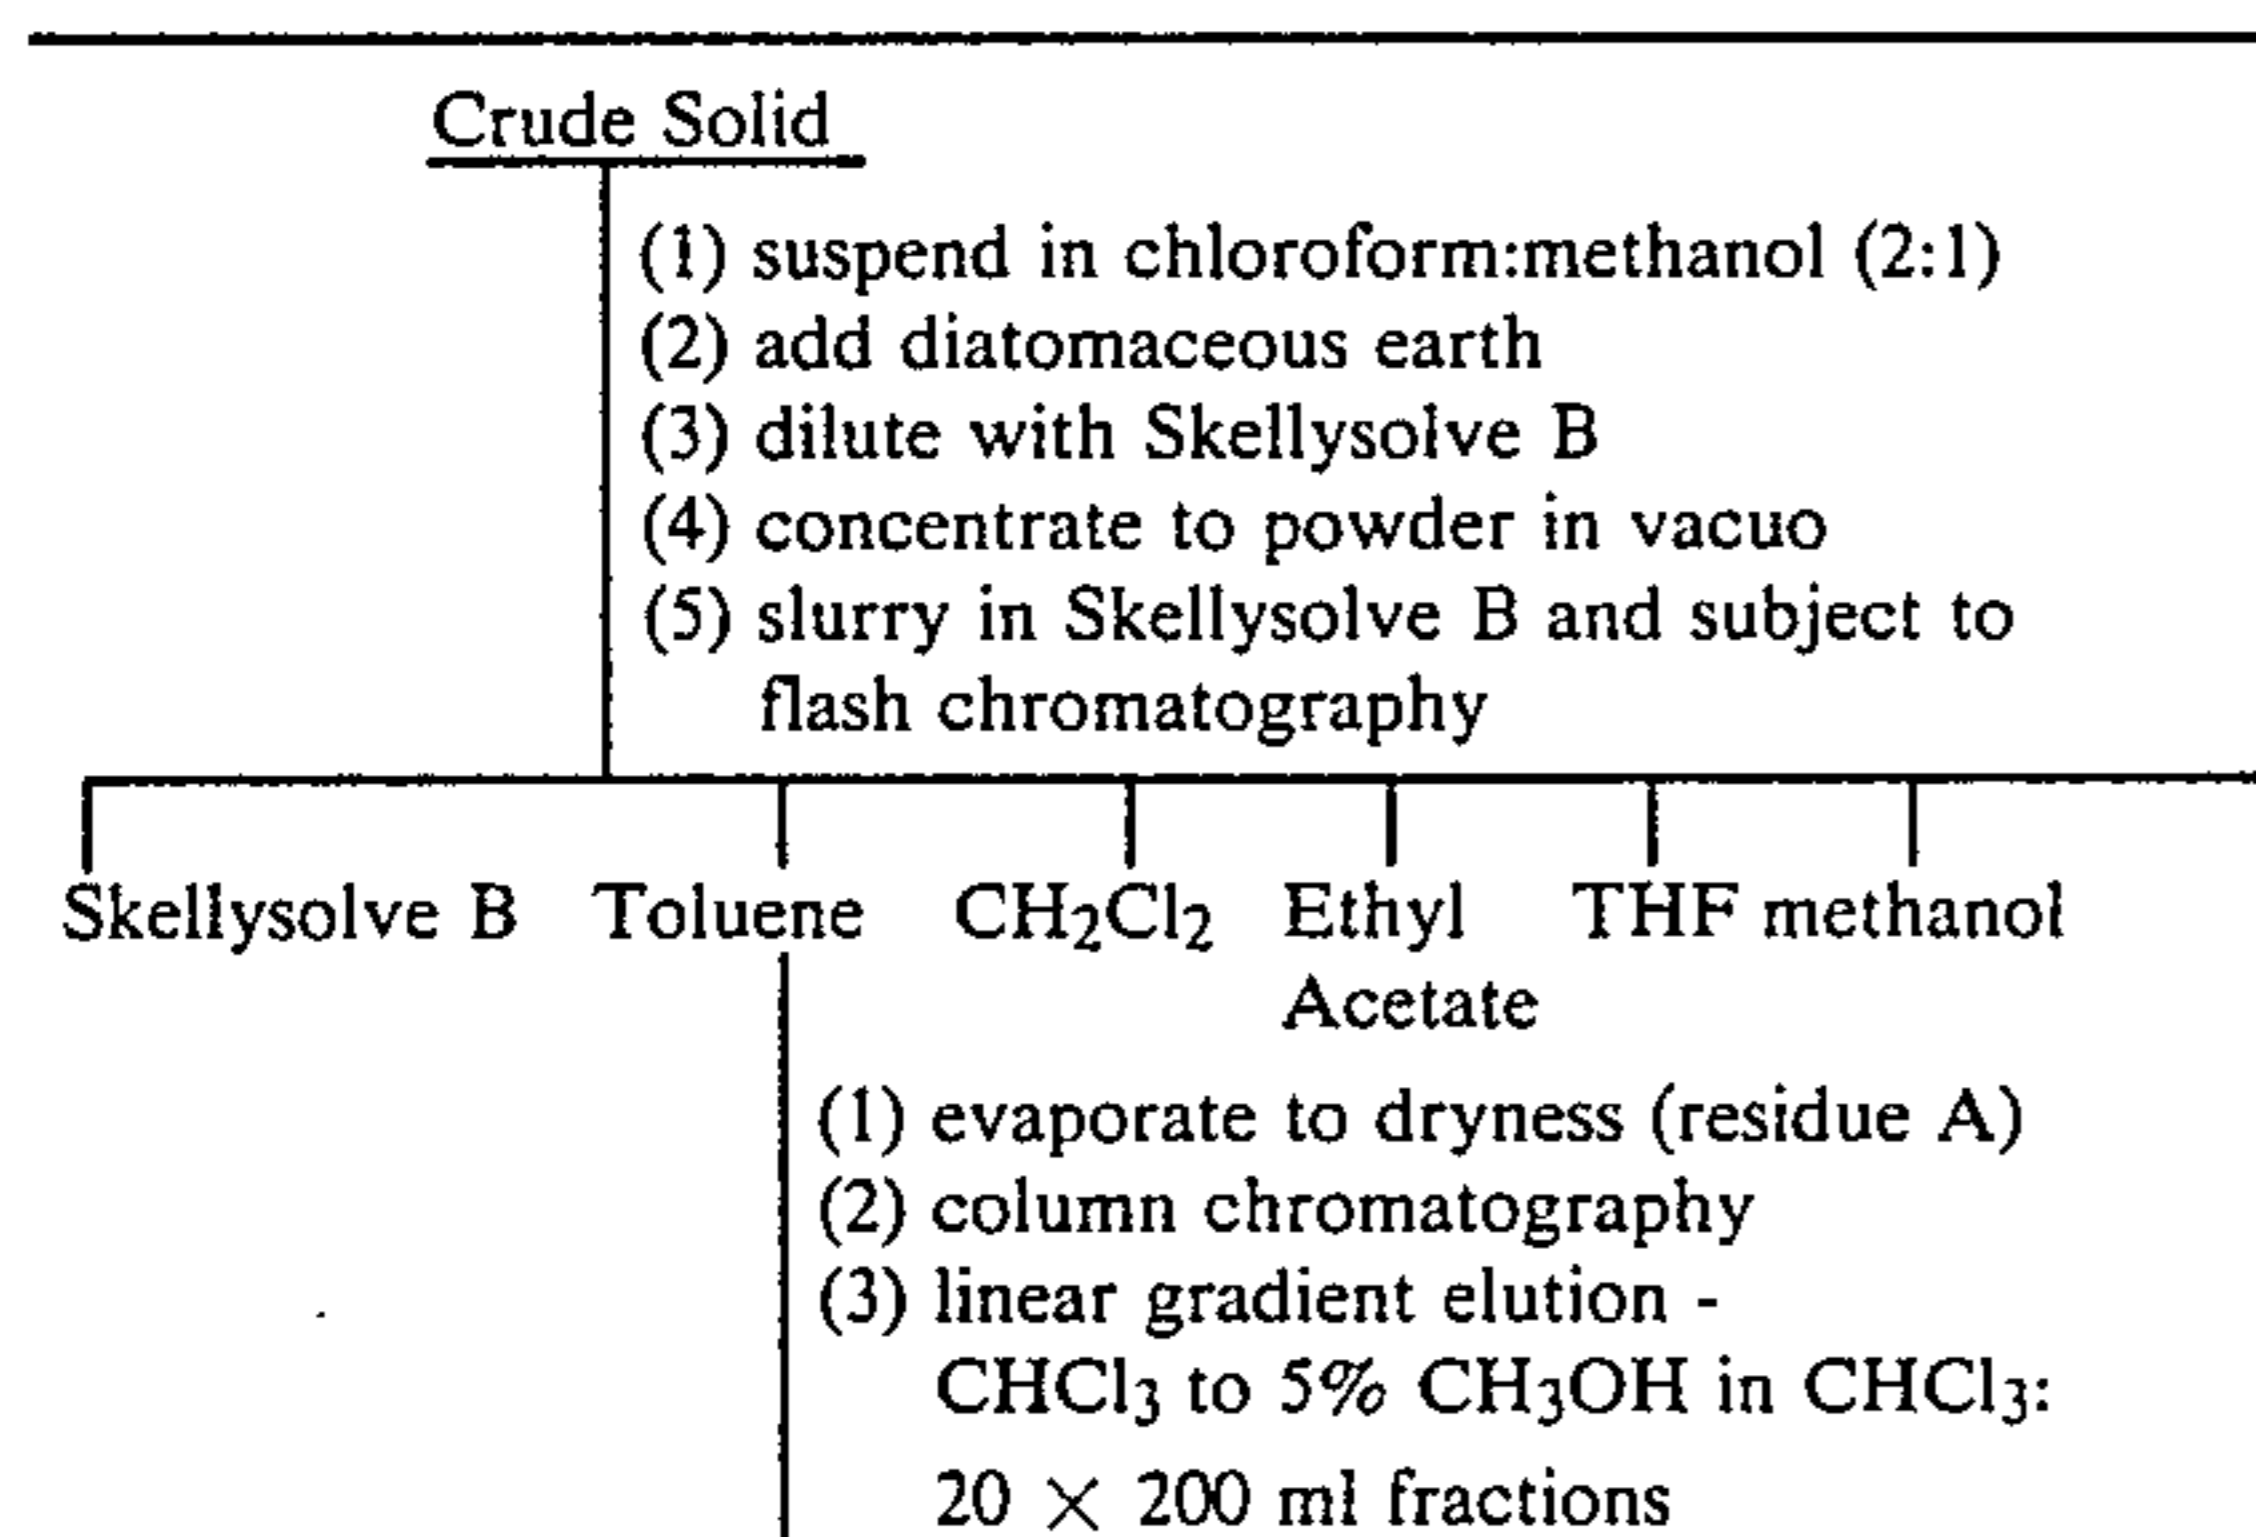 Crude Solid
(1) suspend in chloroform:methanol (2:1)
(2) add diatomaceous earth
(3) dilute with Skellysolve B
(4) concentrate to powder in vacuo
(5) slurry in Skellysolve B and subject to
flash chromatography
Skellysolve B Toluene CH₂Cl₂ Ethyl THF methanol
Acetate
(1) evaporate to dryness (residue A)
(2) column chromatography
(3) linear gradient elution -
CHCl₃ to 5% CH₃OH in CHCl₃:
20 × 200 ml fractions